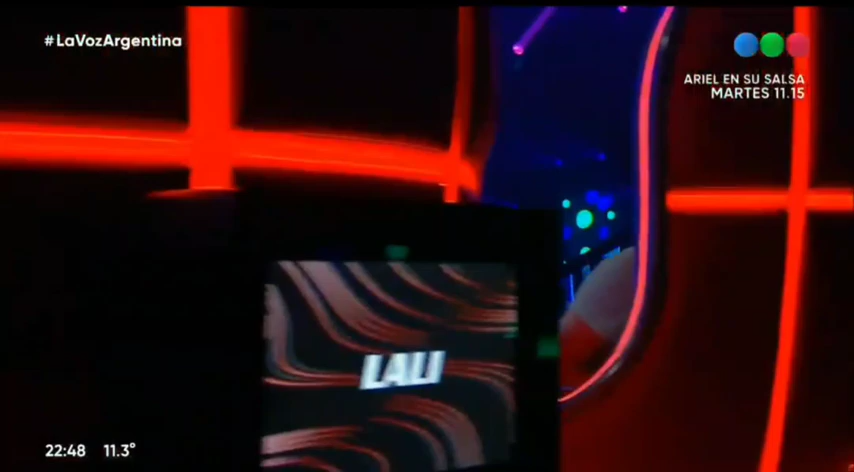 #LaVozArgentina
ARIEL EN SU SALSA
MARTES 11.15
LALI
22:48 11.3°